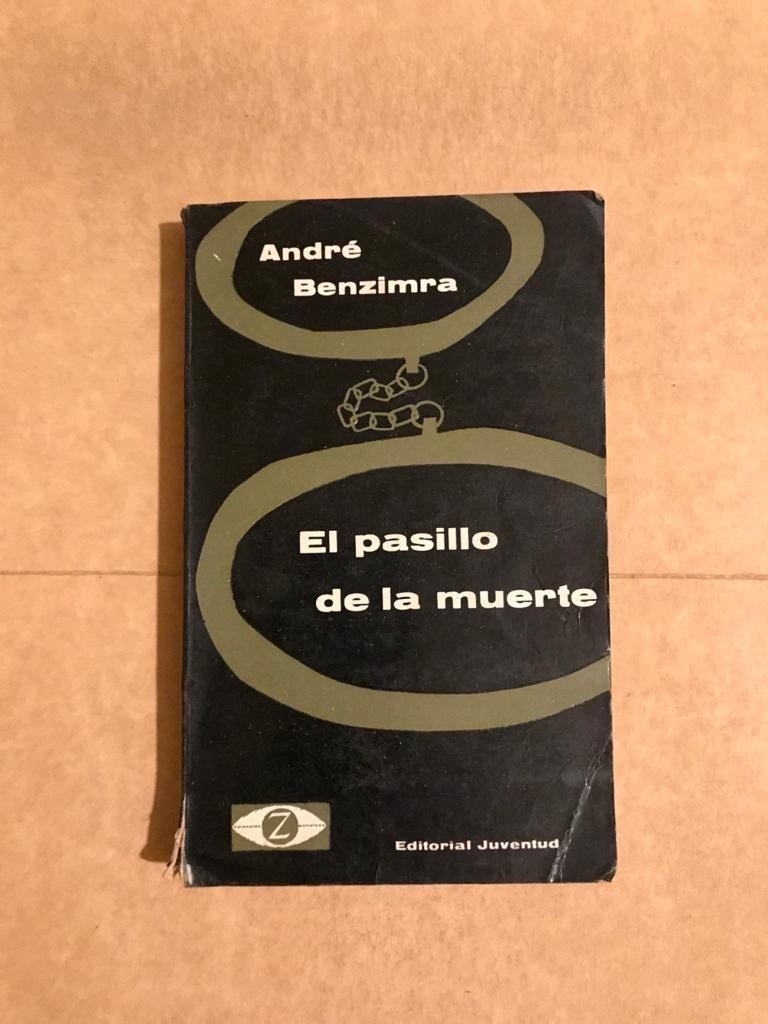 André
Benzimra
El pasillo
de la muerte
Z
Editorial Juventud